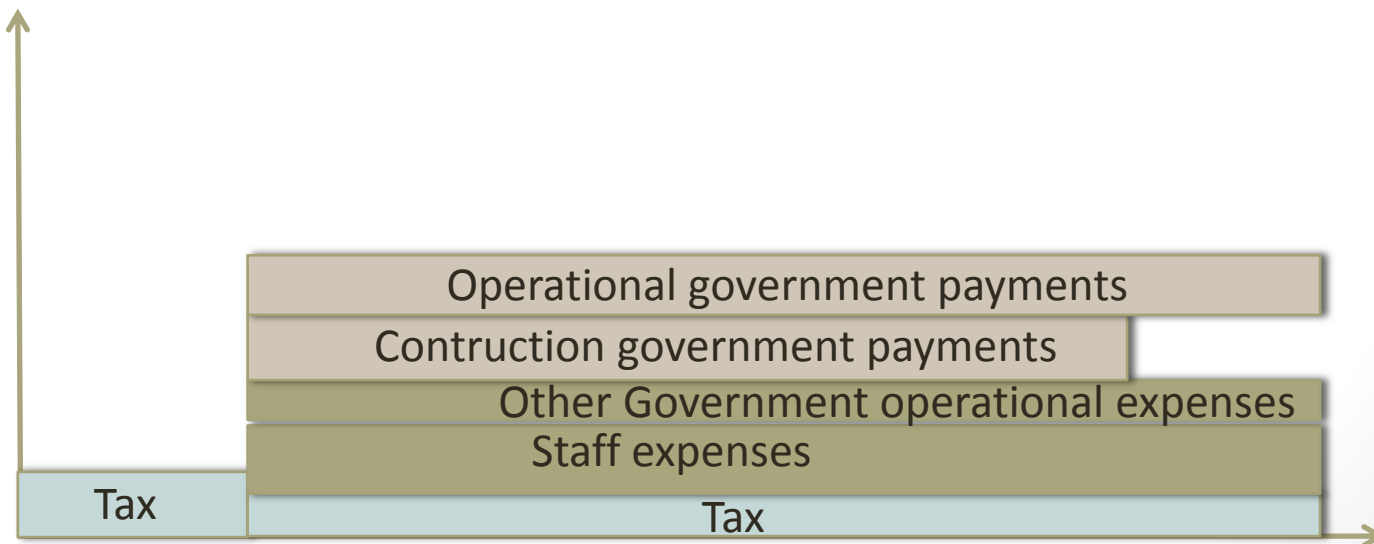 Operational government payments
Contruction government payments
Other Government operational expenses
Staff expenses
Tax
Tax